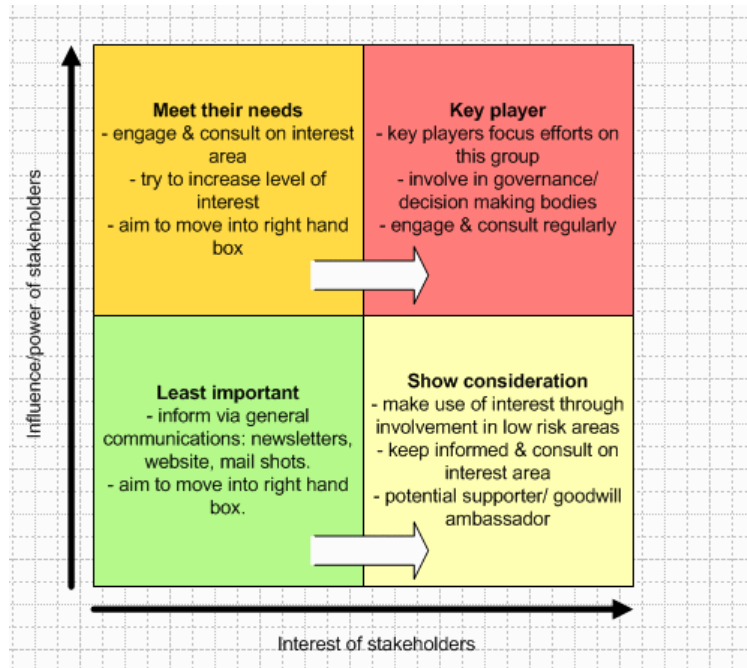 Influence/power of stakeholders
Meet their needs
- engage & consult on interest
area
- try to increase level of
interest
- aim to move into right hand
box
Key player
- key players focus efforts on
this group
- involve in governance/
decision making bodies
- engage & consult regularly
Least important
- inform via general
communications: newsletters,
website, mail shots.
- aim to move into right hand
box.
Show consideration
- make use of interest through
involvement in low risk areas
- keep informed & consult on
interest area
- potential supporter/ goodwill
ambassador
Interest of stakeholders